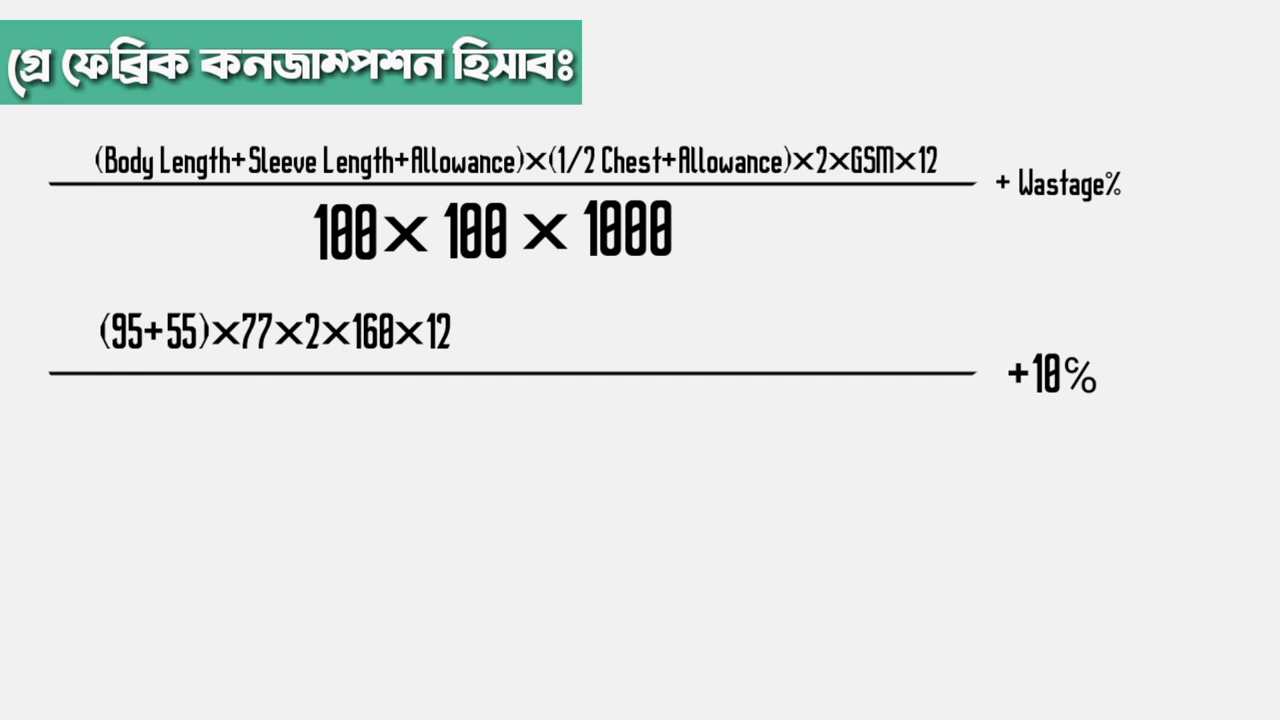 গ্রে ফেব্রিক কনজাম্পশন হিসাবঃ
(Body Length+Sleeve Length+Allowance)×(1/2 Chest+Allowance)×2×GSM×12
+ Wastage%
100× 100 × 1000
(95+55)×77×2×160×12
+10%